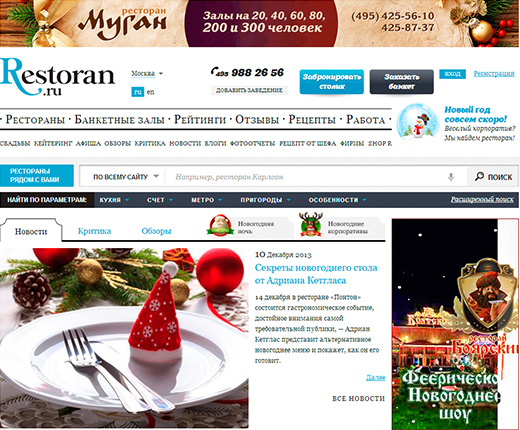 ресторан
Муган
Залы на 20, 40, 60, 80,
200 и 300 человек
(495) 425-56-10
425-87-37
Restoran
.ru
Москва
ru en
495 988 26 56
ДОБАВИТЬ ЗАВЕДЕНИЕ
Забронировать
столик
Заказать
банкет
ВХОД
Регистрация
· РЕСТОРАНЫ · БАНКЕТНЫЕ ЗАЛЫ · РЕЙТИНГИ · ОТЗЫВЫ · РЕЦЕПТЫ · РАБОТА ·
СВАДЬБЫ КЕЙТЕРИНГ АФИША ОБЗОРЫ КРИТИКА НОВОСТИ БЛОГИ ФОТООТЧЕТЫ РЕЦЕПТ ОТ ШЕФА ФИРМЫ SHOP R
Новый год
совсем скоро!
Веселый корпоратив?
Мы найдем ресторан!
РЕСТОРАНЫ
РЯДОМ С ВАМИ
ПО ВСЕМУ САЙТУ
Например, ресторан Карлсон
ПОИСК
НАЙТИ ПО ПАРАМЕТРАМ:
КУХНЯ
СЧЕТ
МЕТРО
ПРИГОРОДЫ
ОСОБЕННОСТИ
Расширенный поиск
Новости
Критика
Обзоры
Новогодняя
ночь
Новогодние
корпоративы
10 Декабря 2013
Секреты новогоднего стола
от Адриана Кетгласа
14 декабря в ресторане «Понтон»
состоится гастрономическое событие,
достойное внимания самой
требовательной публики, — Адриан
Кетглас представит альтернативное
новогоднее меню и покажет, как он его
готовит.
Далее
ВСЕ НОВОСТИ
ресторан
Боярский
Феерическо
Новогоднее
шоу